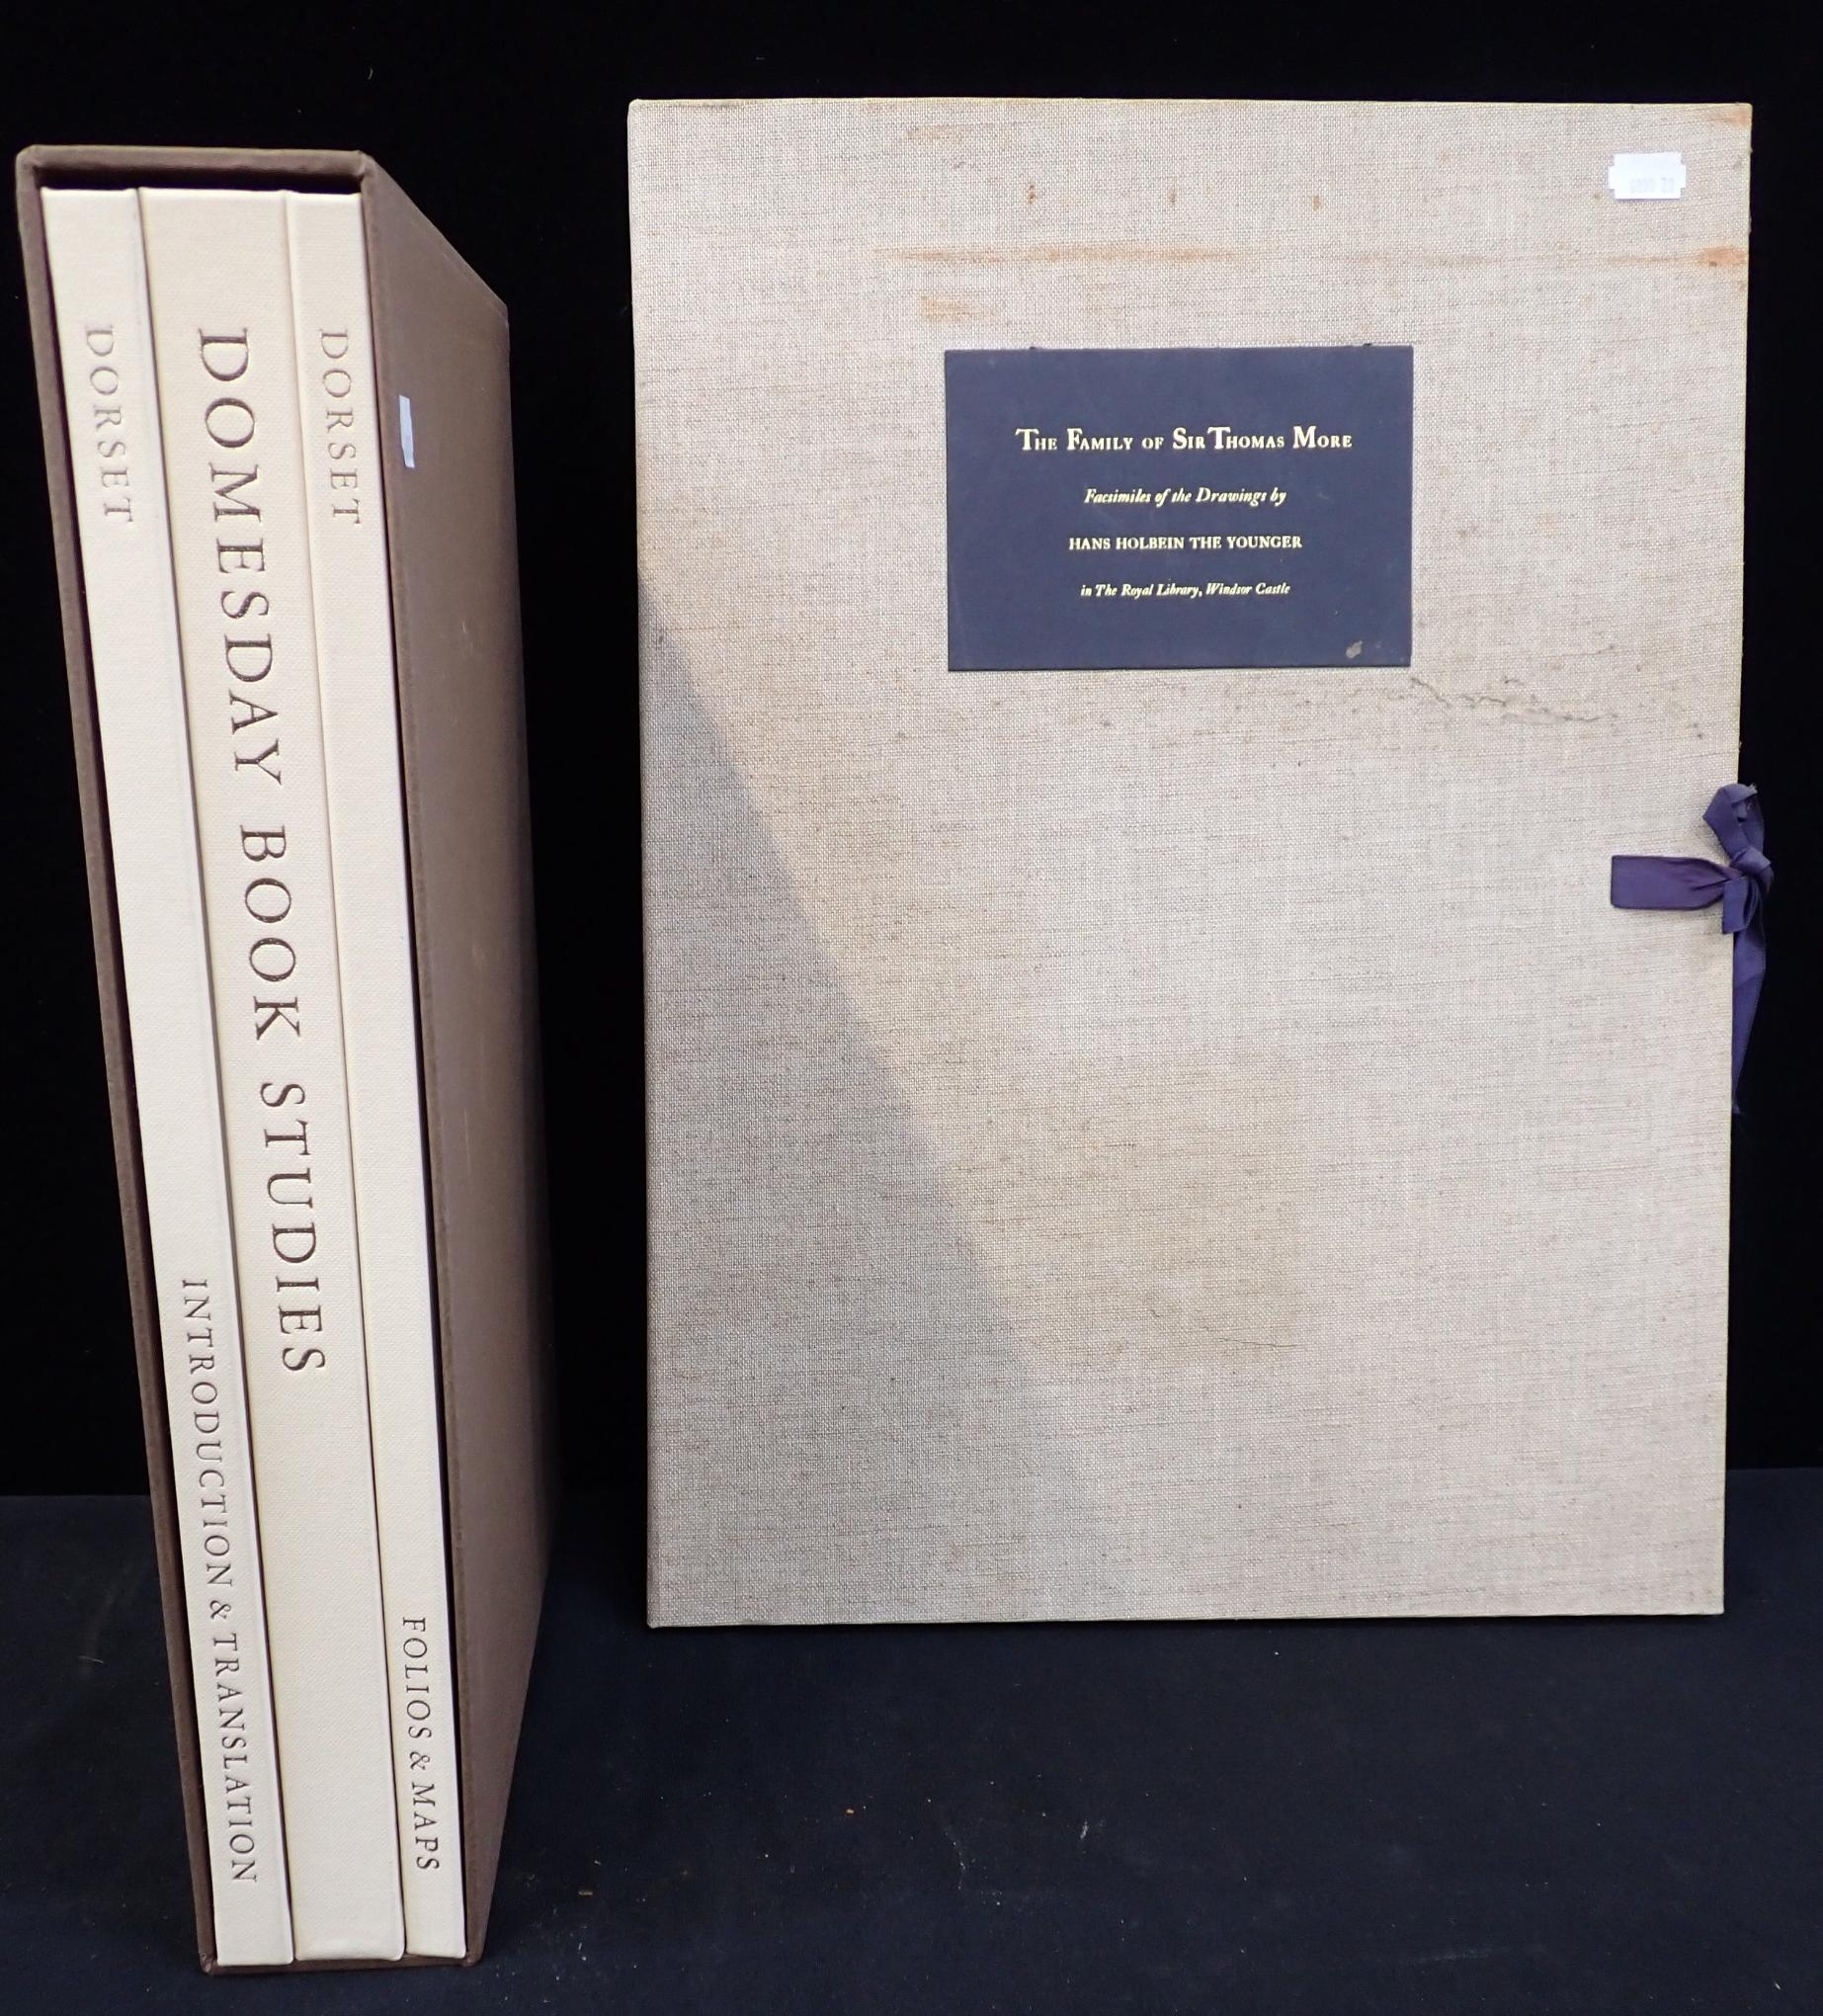 DORSET
INTRODUCTION & TRANSLATION
DOMESDAY BOOK STUDIES
DORSET
FOLIOS & MAPS
THE FAMILY OF SIR THOMAS MORE
Facsimiles of the Drawings by
HANS HOLBEIN THE YOUNGER
in The Royal Library, Windsor Castle